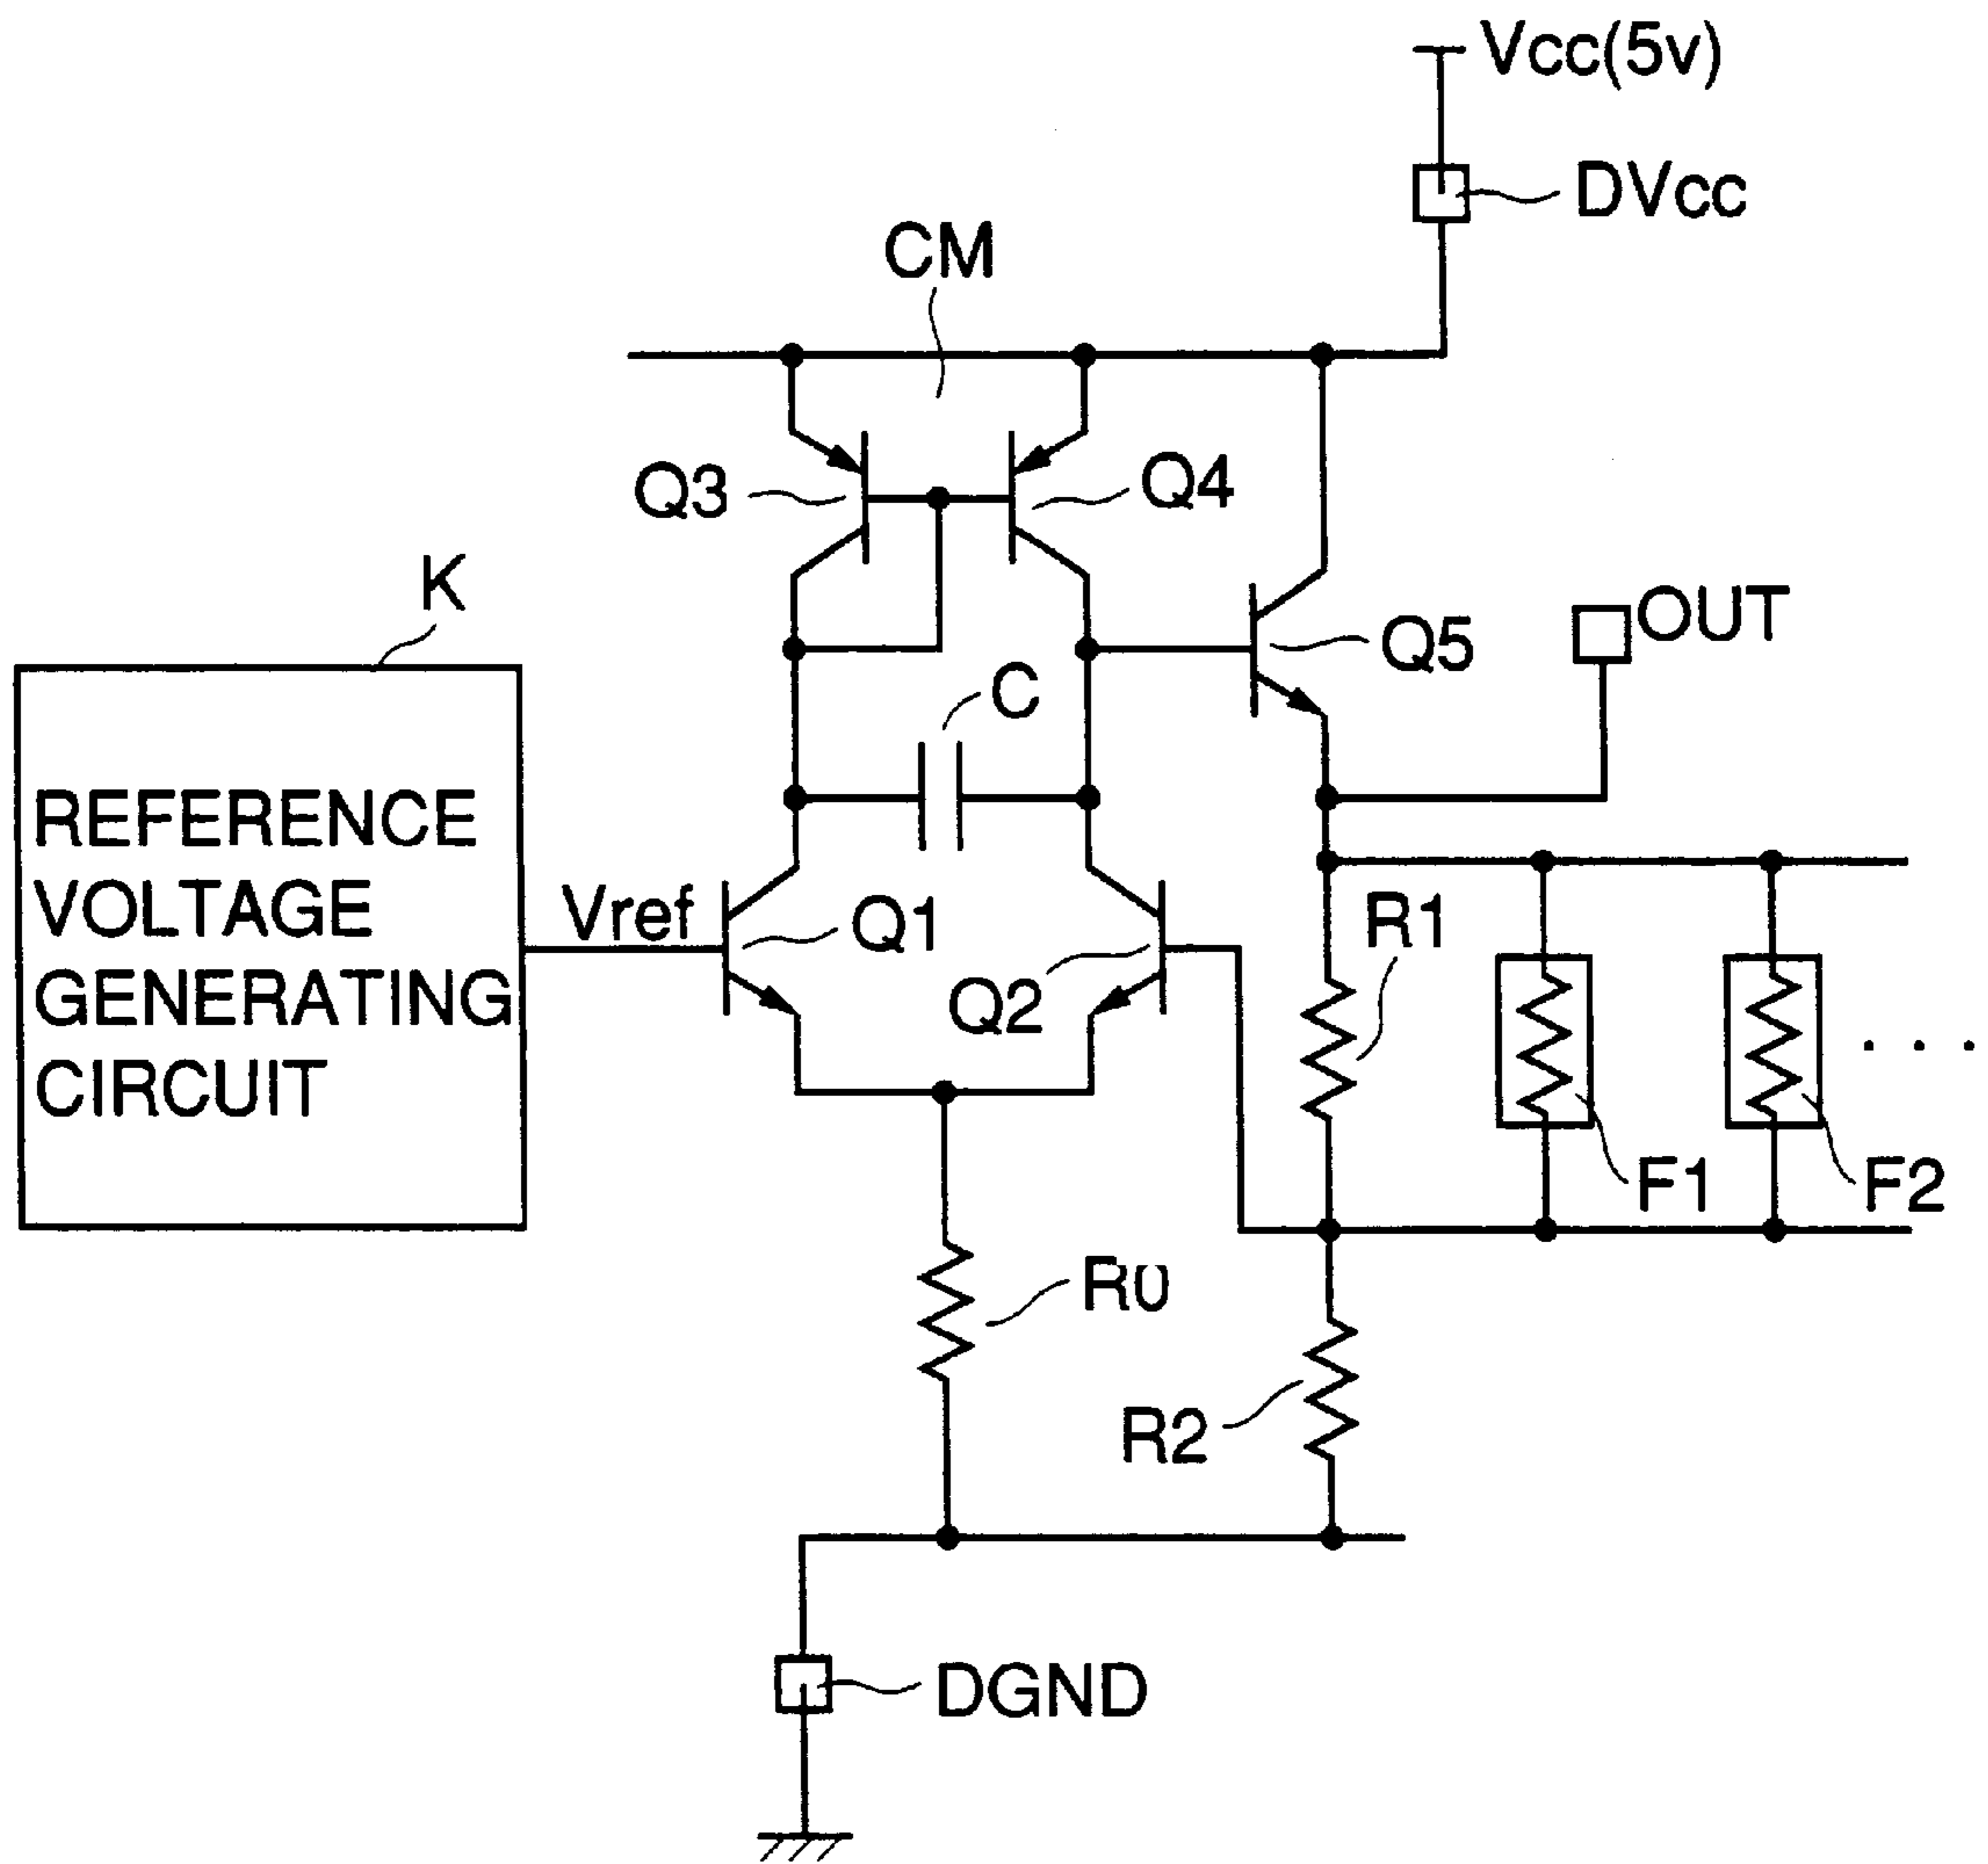 Vcc(5v)
DVcc
CM
Q3
Q4
K
Q5
OUT
C
REFERENCE
VOLTAGE
GENERATING
CIRCUIT
Vref
Q1
Q2
R1
F1
F2
. . .
R0
R2
DGND